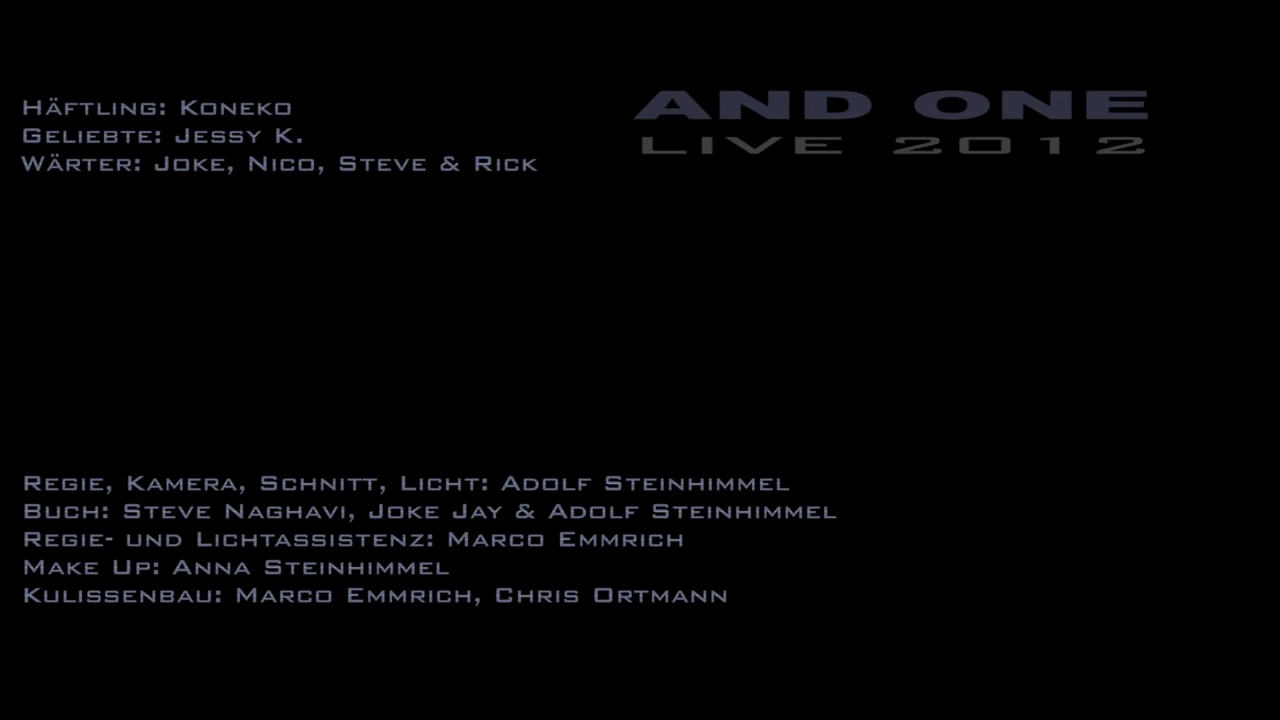 HÄFTLING: KONEKO
GELIEBTE: JESSY K.
WÄRTER: JOKE, NICO, STEVE & RICK
AND ONE
LIVE 2012
REGIE, KAMERA, SCHNITT, LICHT: ADOLF STEINHIMMEL
BUCH: STEVE NAGHAVI, JOKE JAY & ADOLF STEINHIMMEL
REGIE- UND LICHTASSISTENZ: MARCO EMMRICH
MAKE UP: ANNA STEINHIMMEL
KULISSENBAU: MARCO EMMRICH, CHRIS ORTMANN